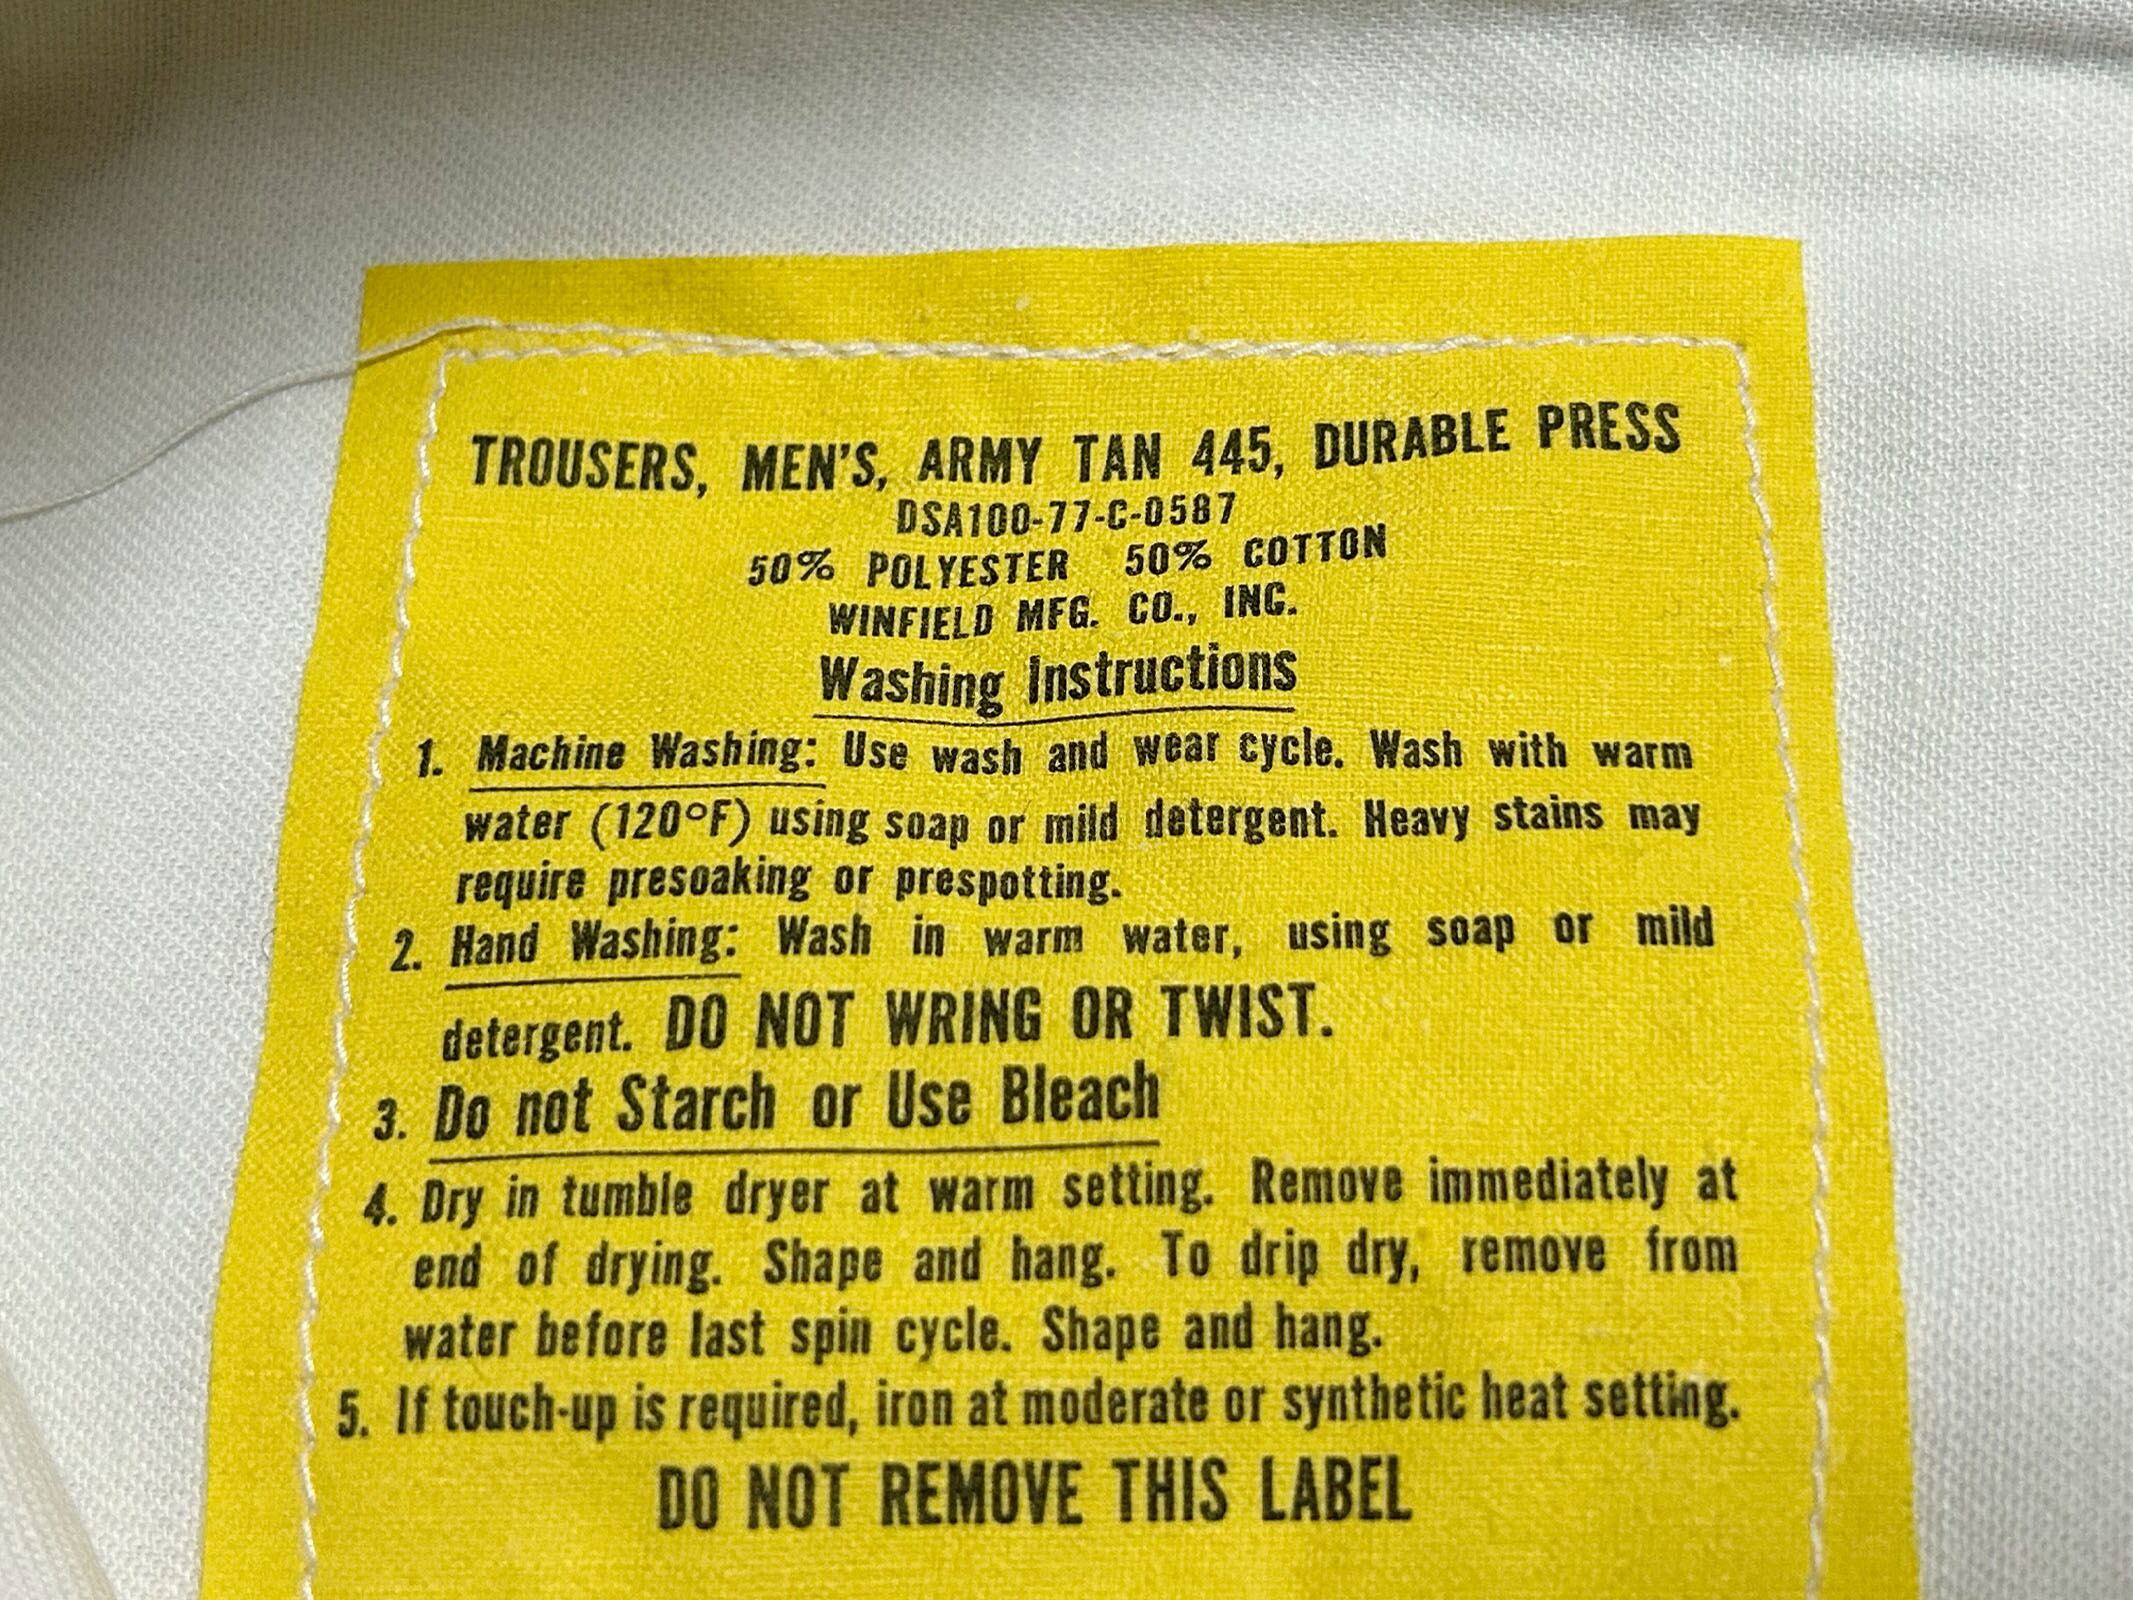 TROUSERS, MEN'S, ARMY TAN 445, DURABLE PRESS
DSA100-77-C-0587
50% POLYESTER 50% COTTON
WINFIELD MFG. CO., INC.
Washing Instructions
1. Machine Washing: Use wash and wear cycle. Wash with warm
water (120°F) using soap or mild detergent. Heavy stains may
require presoaking or prespotting.
2. Hand Washing: Wash in warm water, using soap or mild
detergent. DO NOT WRING OR TWIST.
3. Do not Starch or Use Bleach
4. Dry in tumble dryer at warm setting. Remove immediately at
end of drying. Shape and hang. To drip dry, remove from
water before last spin cycle. Shape and hang.
5. If touch-up is required, iron at moderate or synthetic heat setting.
DO NOT REMOVE THIS LABEL